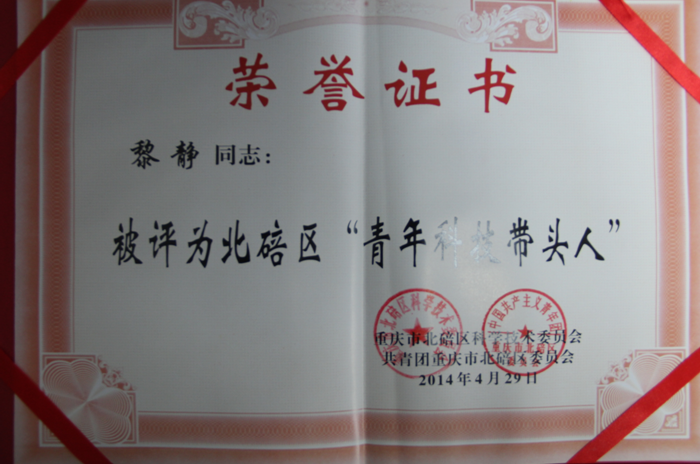 荣誉证书
黎静 同志：
被评为北碚区“青年科技带头人”
重庆市北碚区科学技术委员会
共青团重庆市北碚区委员会
2014年4月29日